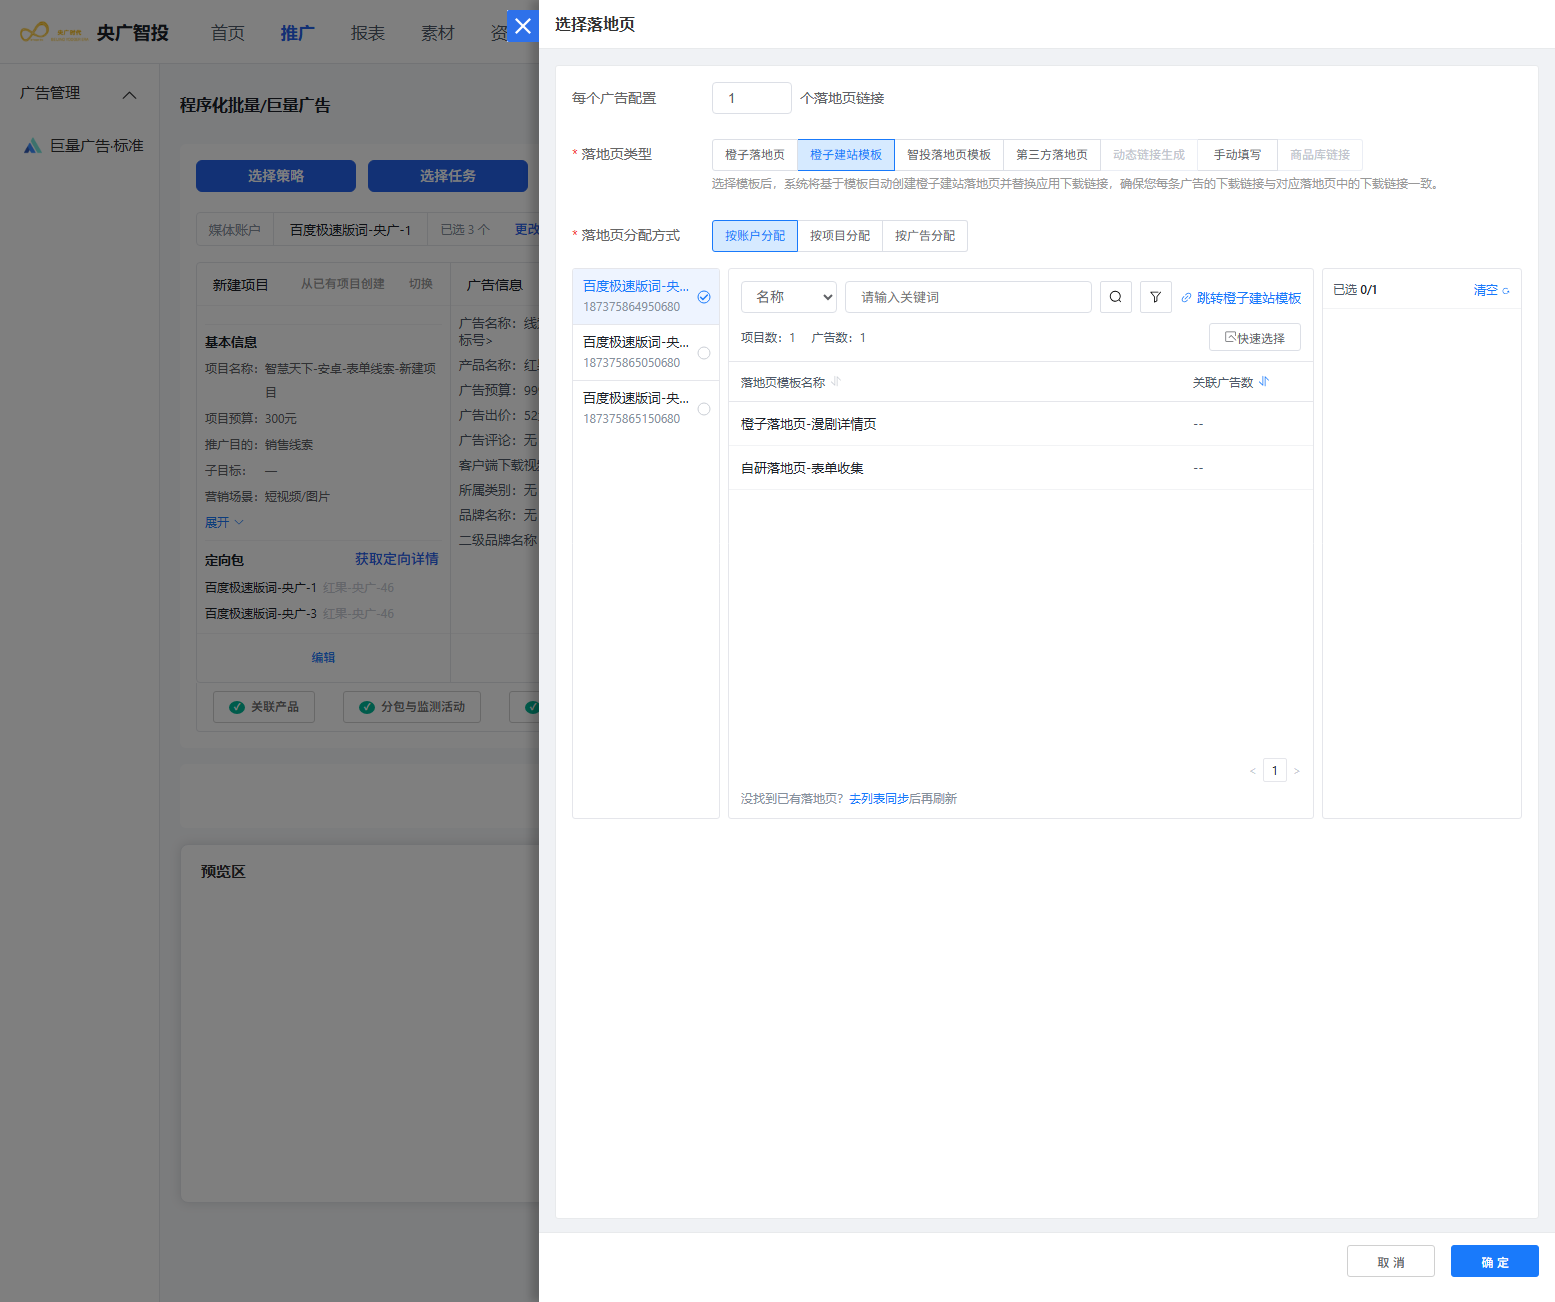 央广智投
首页
推广
报表
素材
资
广告管理
巨量广告·标准
程序化批量/巨量广告
选择策略
选择任务
媒体账户
百度极速版词-央广-1
已选 3 个
更改
新建项目
从已有项目创建
切换
广告信息
基本信息
项目名称：
智慧天下-安卓-表单线索-新建项
目
项目预算：
300元
推广目的：
销售线索
子目标：
—
营销场景：
短视频/图片
展开
定向包
获取定向详情
百度极速版词-央广-1 红果-央广-46
百度极速版词-央广-3 红果-央广-46
编辑
标号>
广告预算：99
广告出价：52
广告评论：无
所属类别：无
品牌名称：无
二级品牌名称
关联产品
分包与监测活动
预览区
选择落地页
每个广告配置
1
个落地页链接
* 落地页类型
橙子落地页
橙子建站模板
智投落地页模板
第三方落地页
动态链接生成
手动填写
商品库链接
选择模板后，系统将基于模板自动创建橙子建站落地页并替换应用下载链接，确保您每条广告的下载链接与对应落地页中的下载链接一致。
* 落地页分配方式
按账户分配
按项目分配
按广告分配
百度极速版词-央...
187375864950680
百度极速版词-央...
187375865050680
百度极速版词-央...
187375865150680
名称
请输入关键词
跳转橙子建站模板
项目数：1
广告数：1
快速选择
落地页模板名称
关联广告数
橙子落地页-漫剧详情页
--
自研落地页-表单收集
--
< 1 >
没找到已有落地页？去列表同步后再刷新
已选 0/1
清空
取 消
确 定